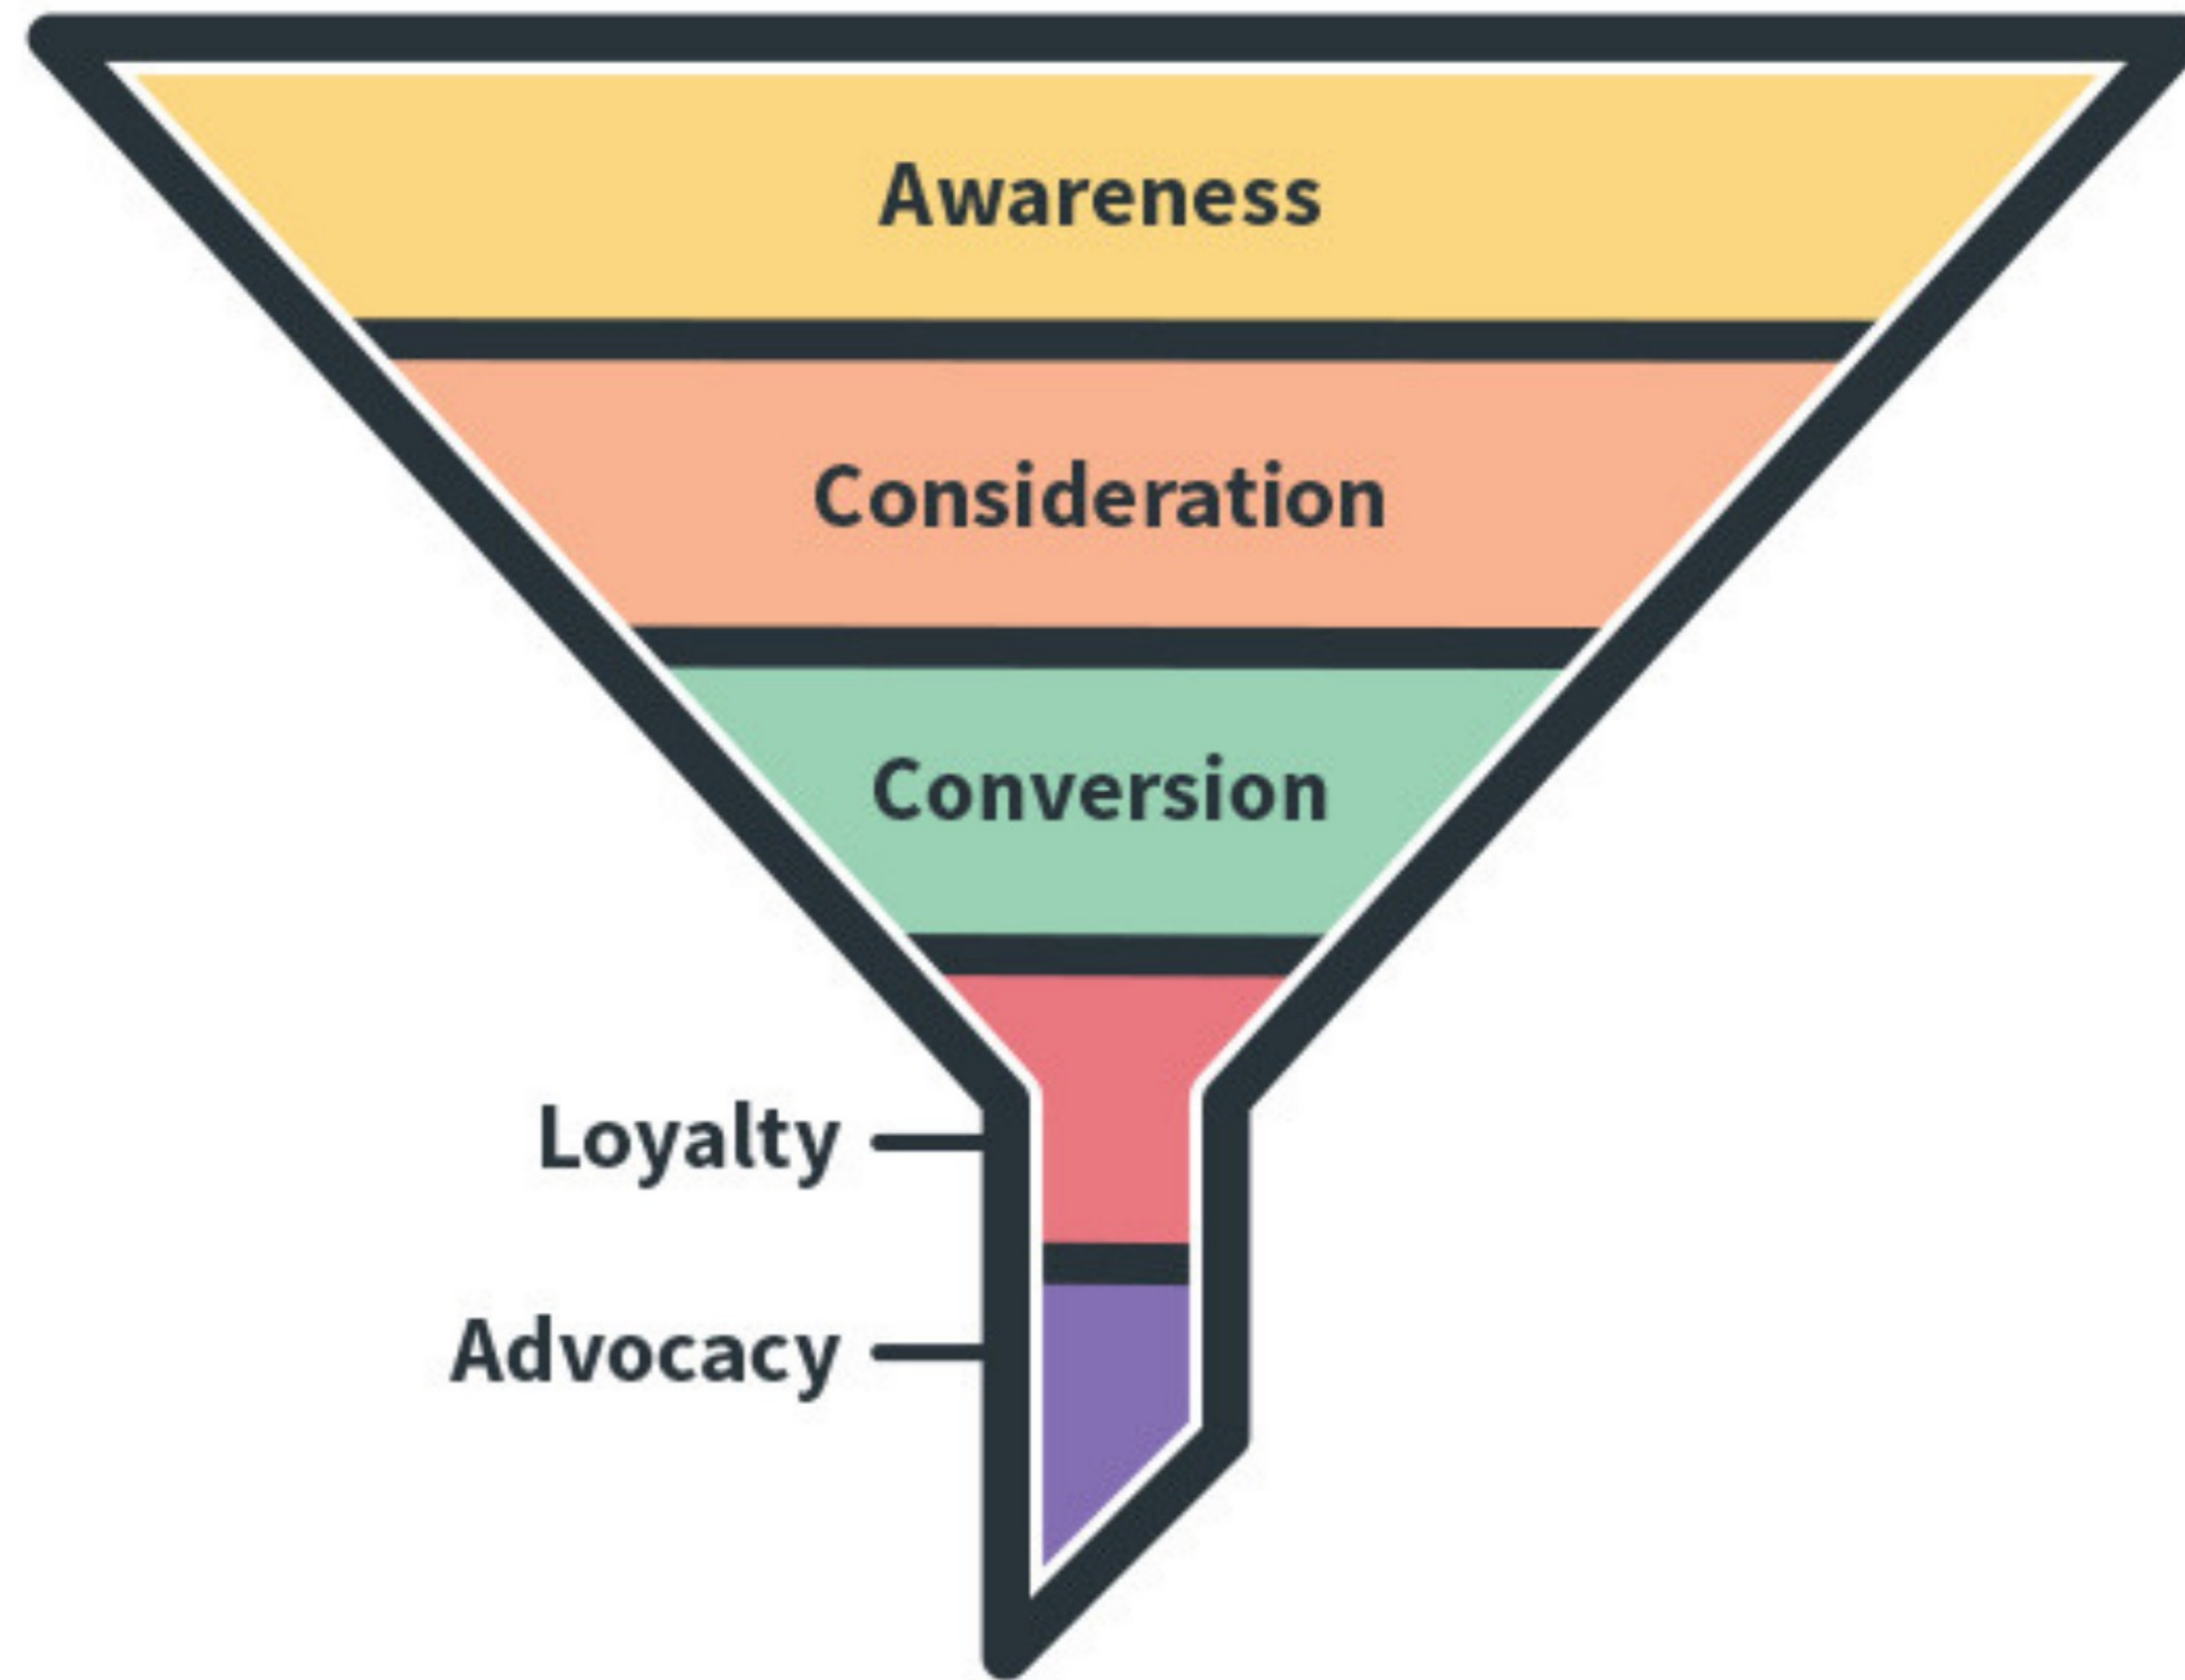 Awareness
Consideration
Conversion
Loyalty
Advocacy